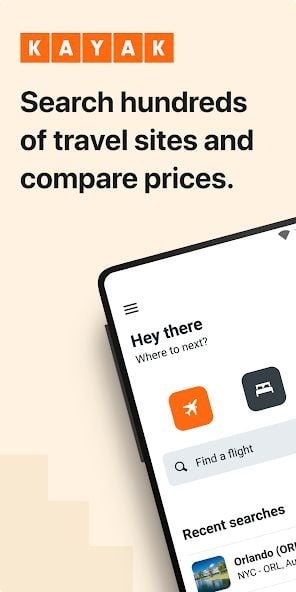 KAYAK
Search hundreds
of travel sites and
compare prices.
Hey there
Where to next?
Find a flight
Recent searches
Orlando (ORL
NYC - ORL, Au